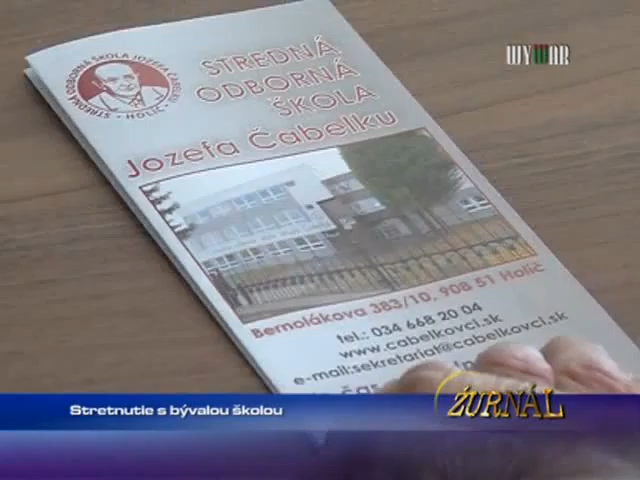 WYWAR
STREDNÁ ODBORNÁ ŠKOLA JOZEFA ČABELKU
• HOLÍČ •
STREDNÁ
ODBORNÁ
ŠKOLA
Jozefa Čabelku
Bernolákova 383/10, 908 51 Holíč
tel.: 034 668 20 04
www.cabelkovci.sk
e-mail:sekretariat@cabelkovci.sk
Stretnutie s bývalou školou
ŽURNÁL